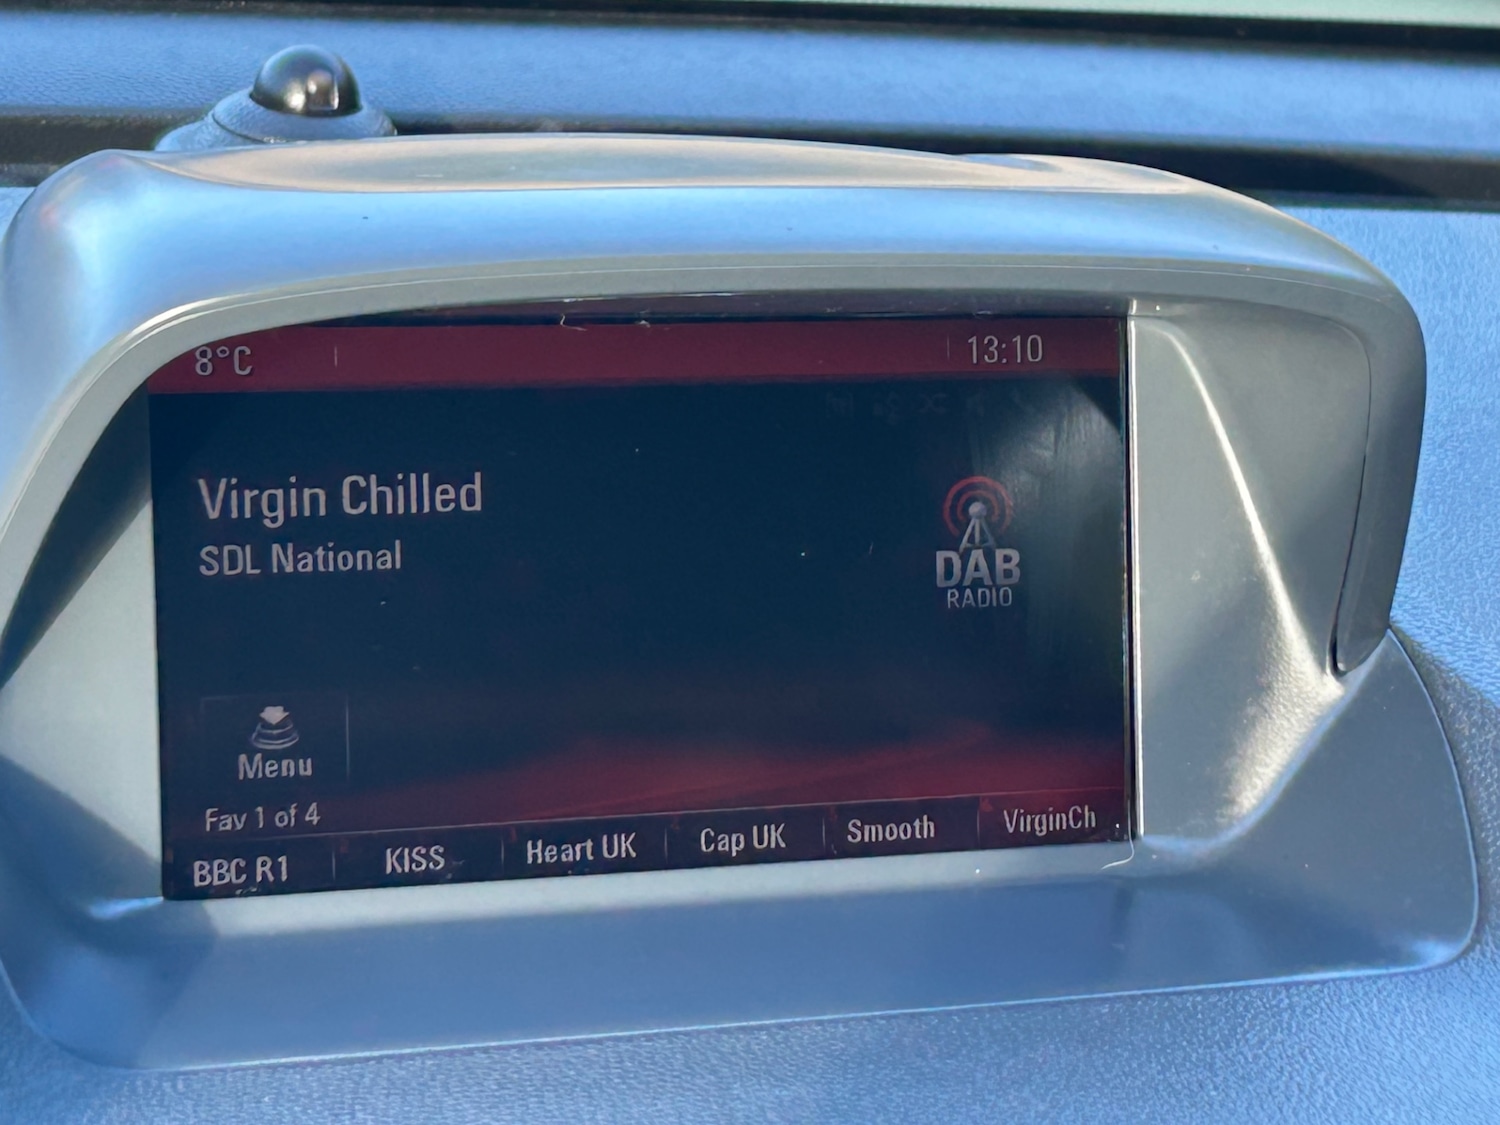 8°C 13:10
Virgin Chilled
SDL National
DAB
RADIO
Menu
Fav 1 of 4
BBC R1 KISS Heart UK Cap UK Smooth VirginCh